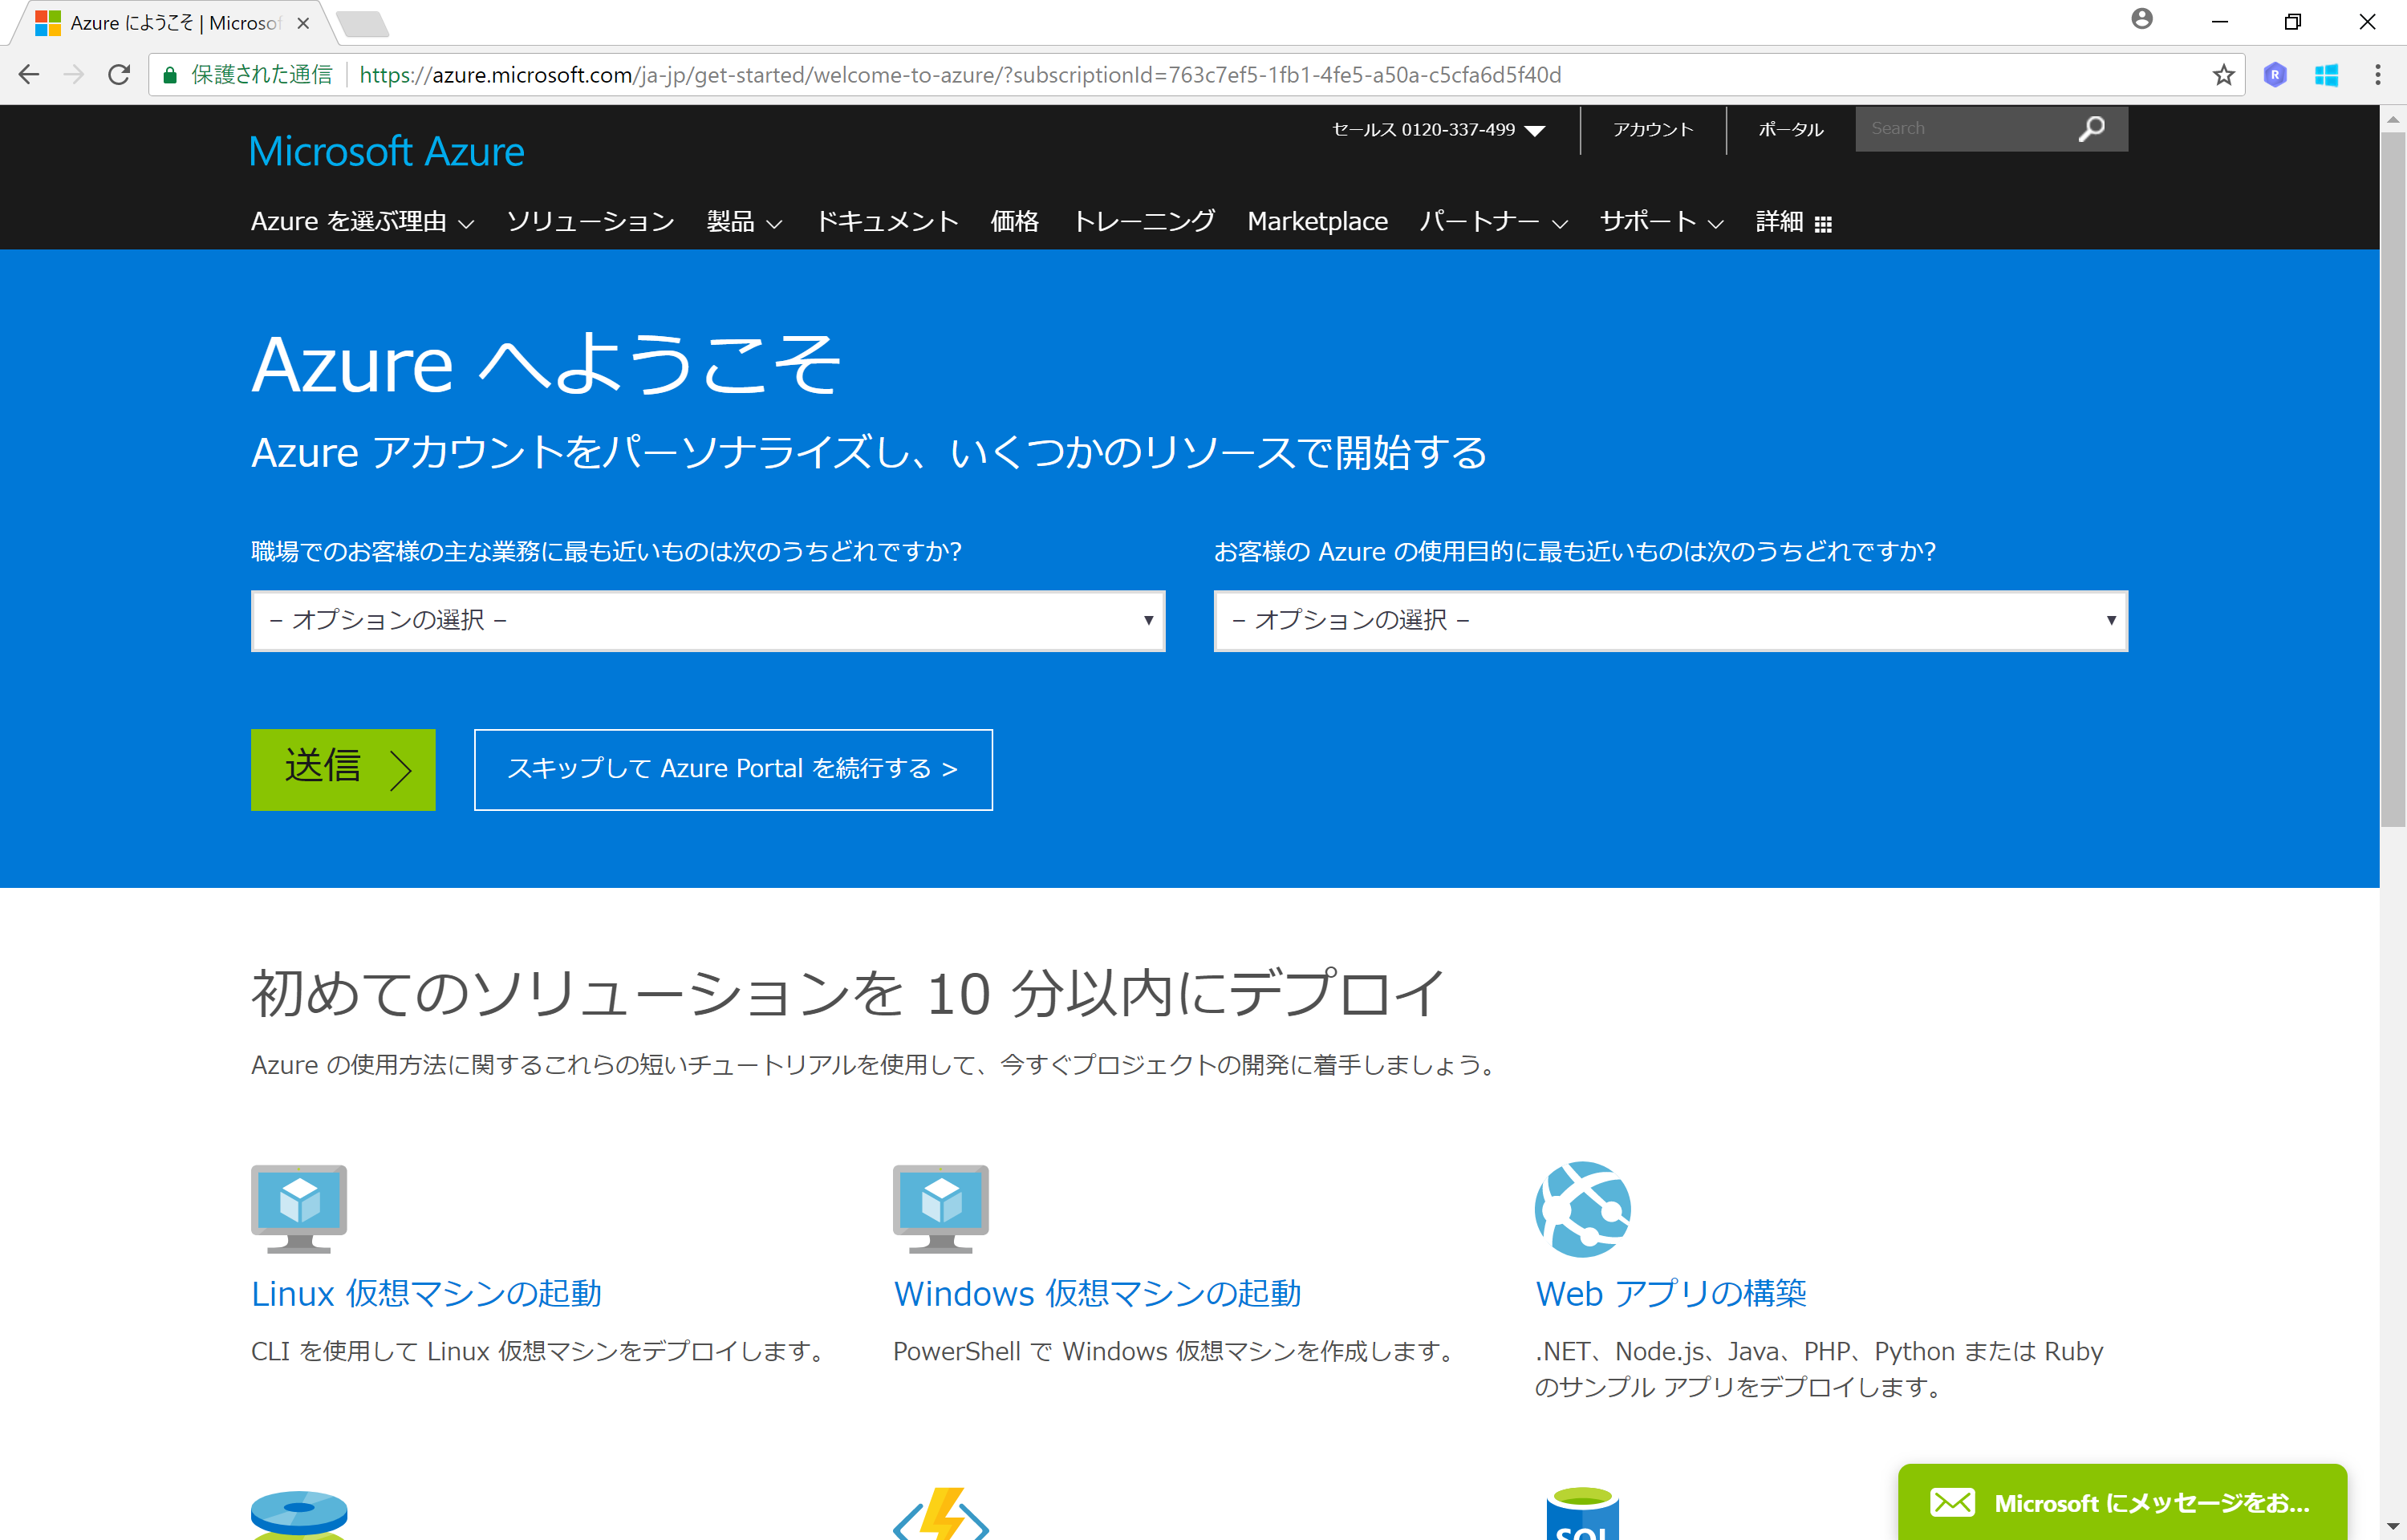 Azure にようこそ | Microsof
保護された通信 https://azure.microsoft.com/ja-jp/get-started/welcome-to-azure/?subscriptionId=763c7ef5-1fb1-4fe5-a50a-c5cfa6d5f40d
R
セールス 0120-337-499 アカウント ポータル Search
Microsoft Azure
Azure を選ぶ理由 ソリューション 製品 ドキュメント 価格 トレーニング Marketplace パートナー サポート 詳細
Azure へようこそ
Azure アカウントをパーソナライズし、いくつかのリソースで開始する
職場でのお客様の主な業務に最も近いものは次のうちどれですか?
– オプションの選択 –
お客様の Azure の使用目的に最も近いものは次のうちどれですか?
– オプションの選択 –
送信
スキップして Azure Portal を続行する >
初めてのソリューションを 10 分以内にデプロイ
Azure の使用方法に関するこれらの短いチュートリアルを使用して、今すぐプロジェクトの開発に着手しましょう。
Linux 仮想マシンの起動
CLI を使用して Linux 仮想マシンをデプロイします。
Windows 仮想マシンの起動
PowerShell で Windows 仮想マシンを作成します。
Web アプリの構築
.NET、Node.js、Java、PHP、Python または Ruby
のサンプル アプリをデプロイします。
SQL
Microsoft にメッセージをお...